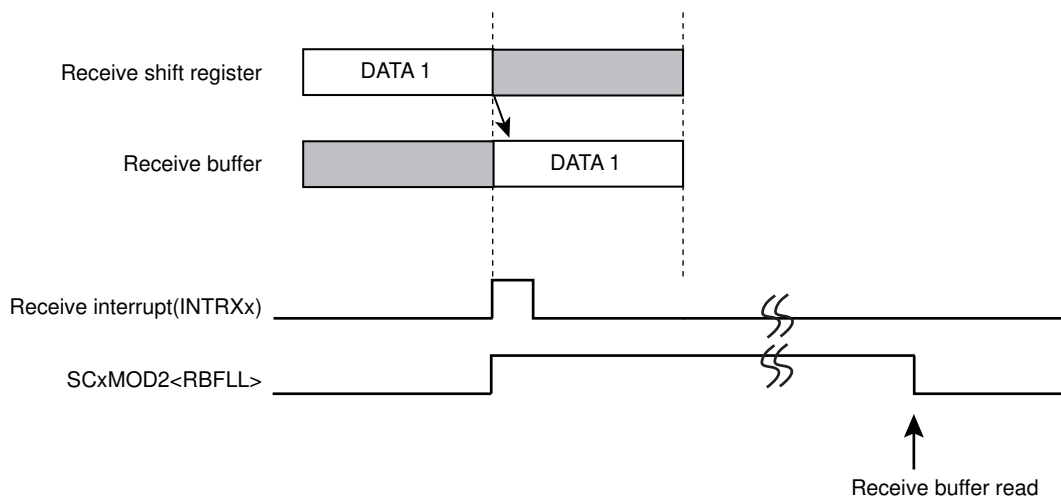 Receive shift register
DATA 1
Receive buffer
DATA 1
Receive interrupt(INTRXx)
SCxMOD2<RBFLL>
Receive buffer read